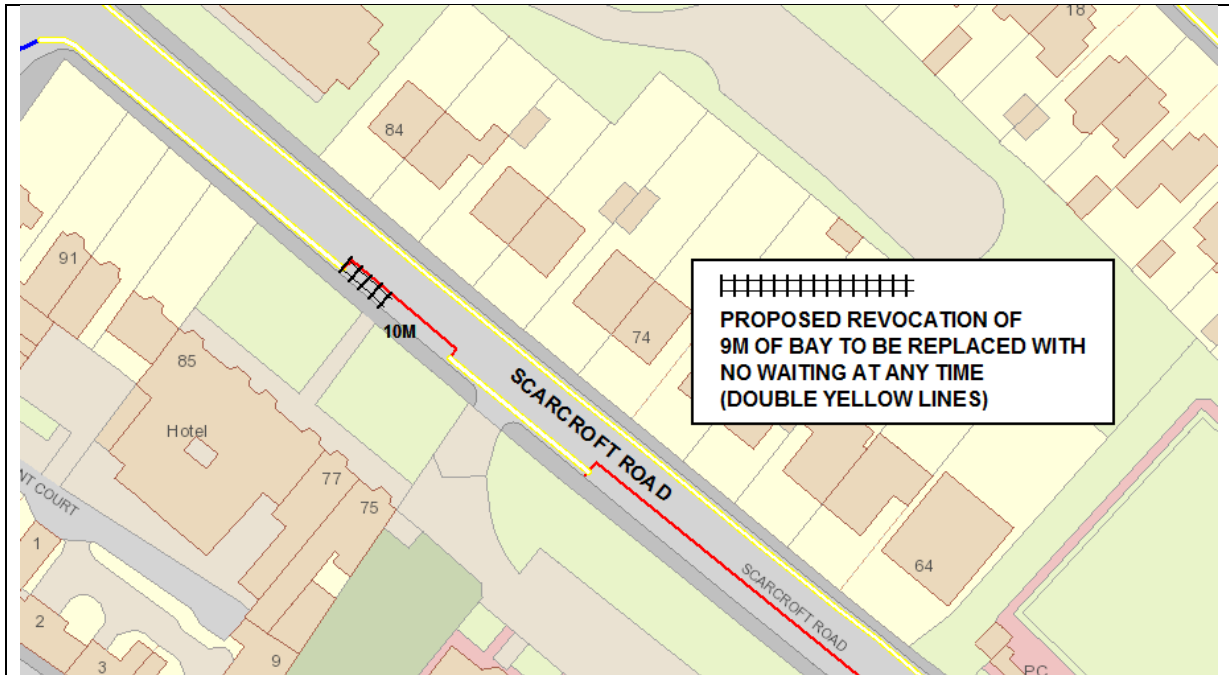 18
84
91
10M
85
74
PROPOSED REVOCATION OF
9M OF BAY TO BE REPLACED WITH
NO WAITING AT ANY TIME
(DOUBLE YELLOW LINES)
SCARCROFT ROAD
Hotel
77
75
NT COURT
1
64
SCARCROFT ROAD
2
3
9
PC